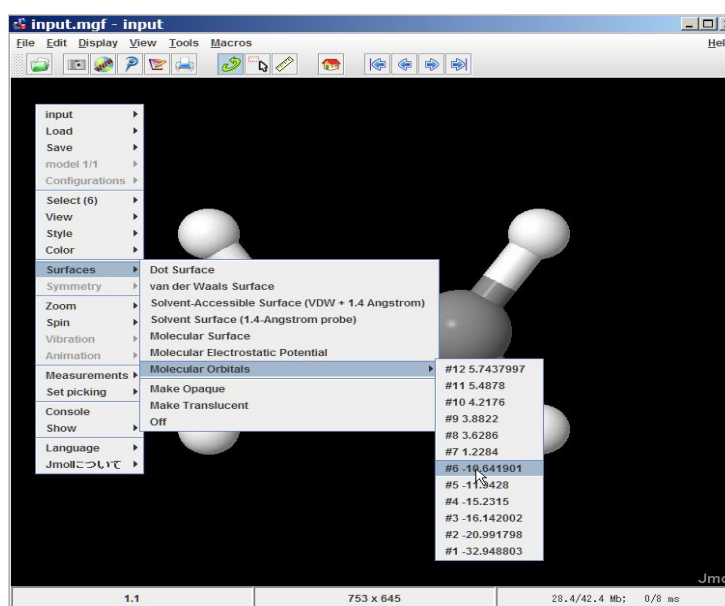 input.mgf - input
File Edit Display View Tools Macros
input
Load
Save
model 1/1
Configurations
Select (6)
View
Style
Color
Surfaces
Symmetry
Zoom
Spin
Vibration
Animation
Measurements
Set picking
Console
Show
Language
Jmolについて
Dot Surface
van der Waals Surface
Solvent-Accessible Surface (VDW + 1.4 Angstrom)
Solvent Surface (1.4-Angstrom probe)
Molecular Surface
Molecular Electrostatic Potential
Molecular Orbitals
Make Opaque
Make Translucent
Off
#12 5.7437997
#11 5.4878
#10 4.2176
#9 3.8822
#8 3.6286
#7 1.2284
#6 -10.641901
#5 -11.9428
#4 -15.2315
#3 -16.142002
#2 -20.991798
#1 -32.948803
1.1 753 x 645 28.4/42.4 Mb; 0/8 ms